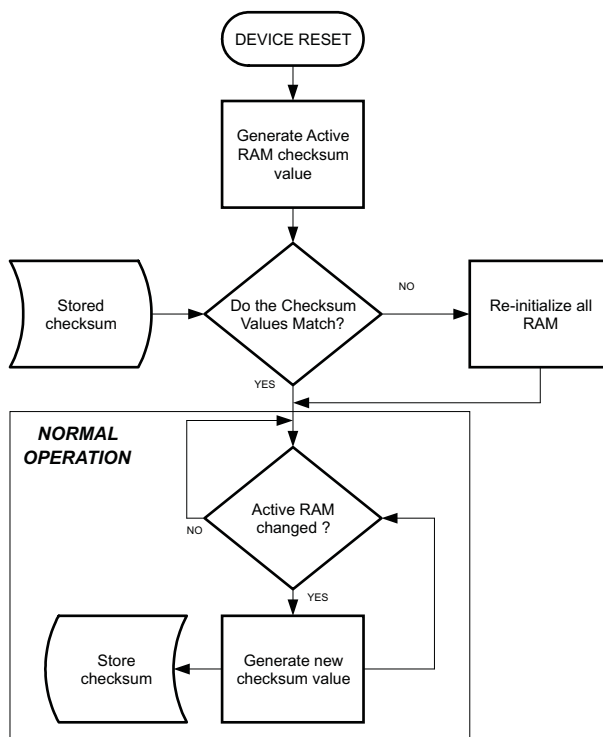 DEVICE RESET
Generate Active
RAM checksum
value
Stored
checksum
Do the Checksum
Values Match?
NO
Re-initialize all
RAM
YES
NORMAL
OPERATION
Active RAM
changed ?
NO
YES
Store
checksum
Generate new
checksum value